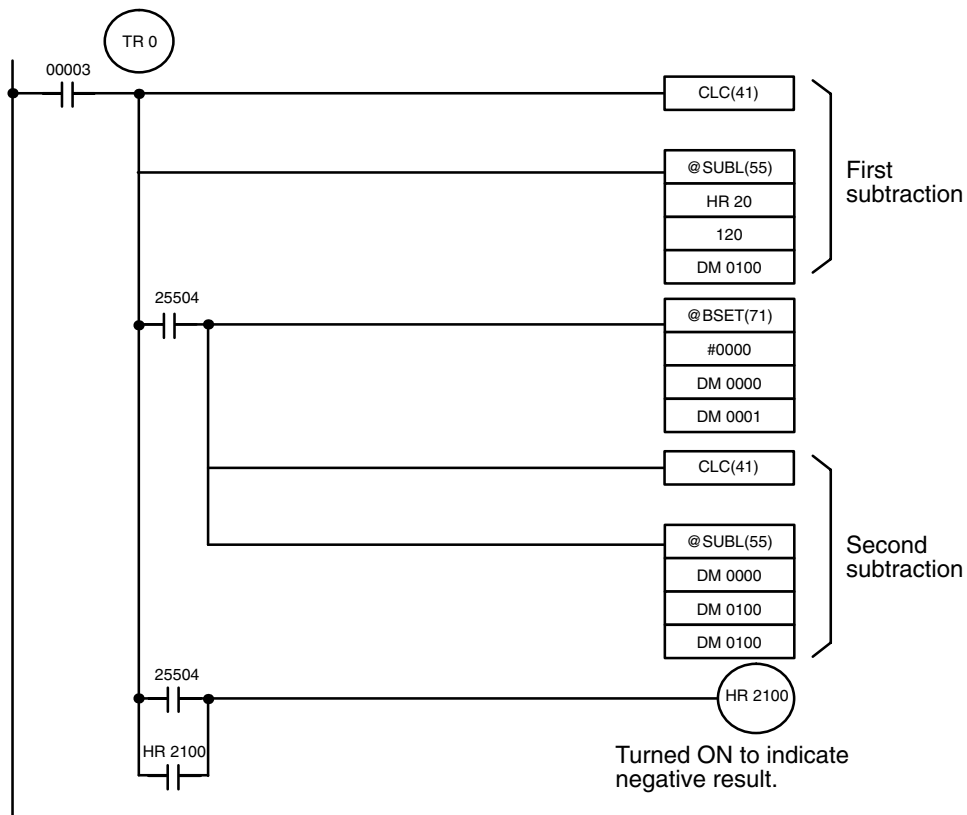 TR 0
00003
CLC(41)
@SUBL(55)
HR 20
120
DM 0100
First
subtraction
25504
@BSET(71)
#0000
DM 0000
DM 0001
CLC(41)
@SUBL(55)
DM 0000
DM 0100
DM 0100
Second
subtraction
25504
HR 2100
HR 2100
Turned ON to indicate
negative result.